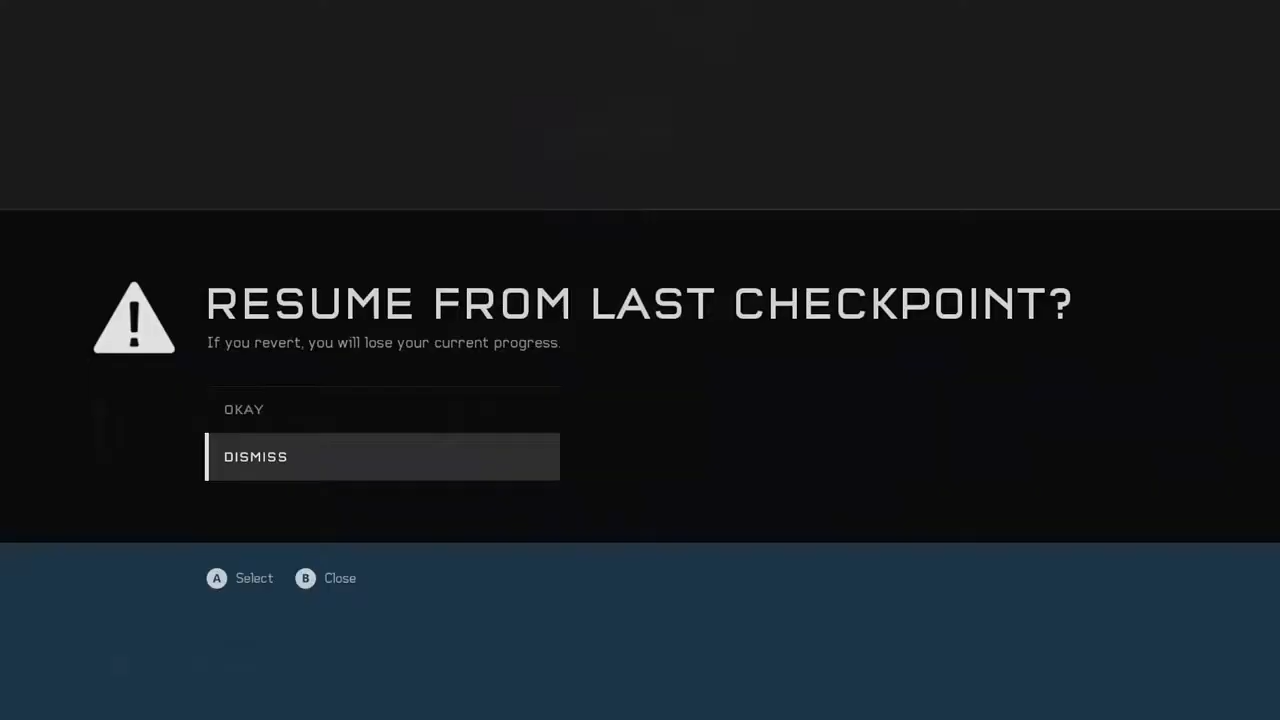 RESUME FROM LAST CHECKPOINT?
If you revert, you will lose your current progress.
OKAY
DISMISS
A Select B Close